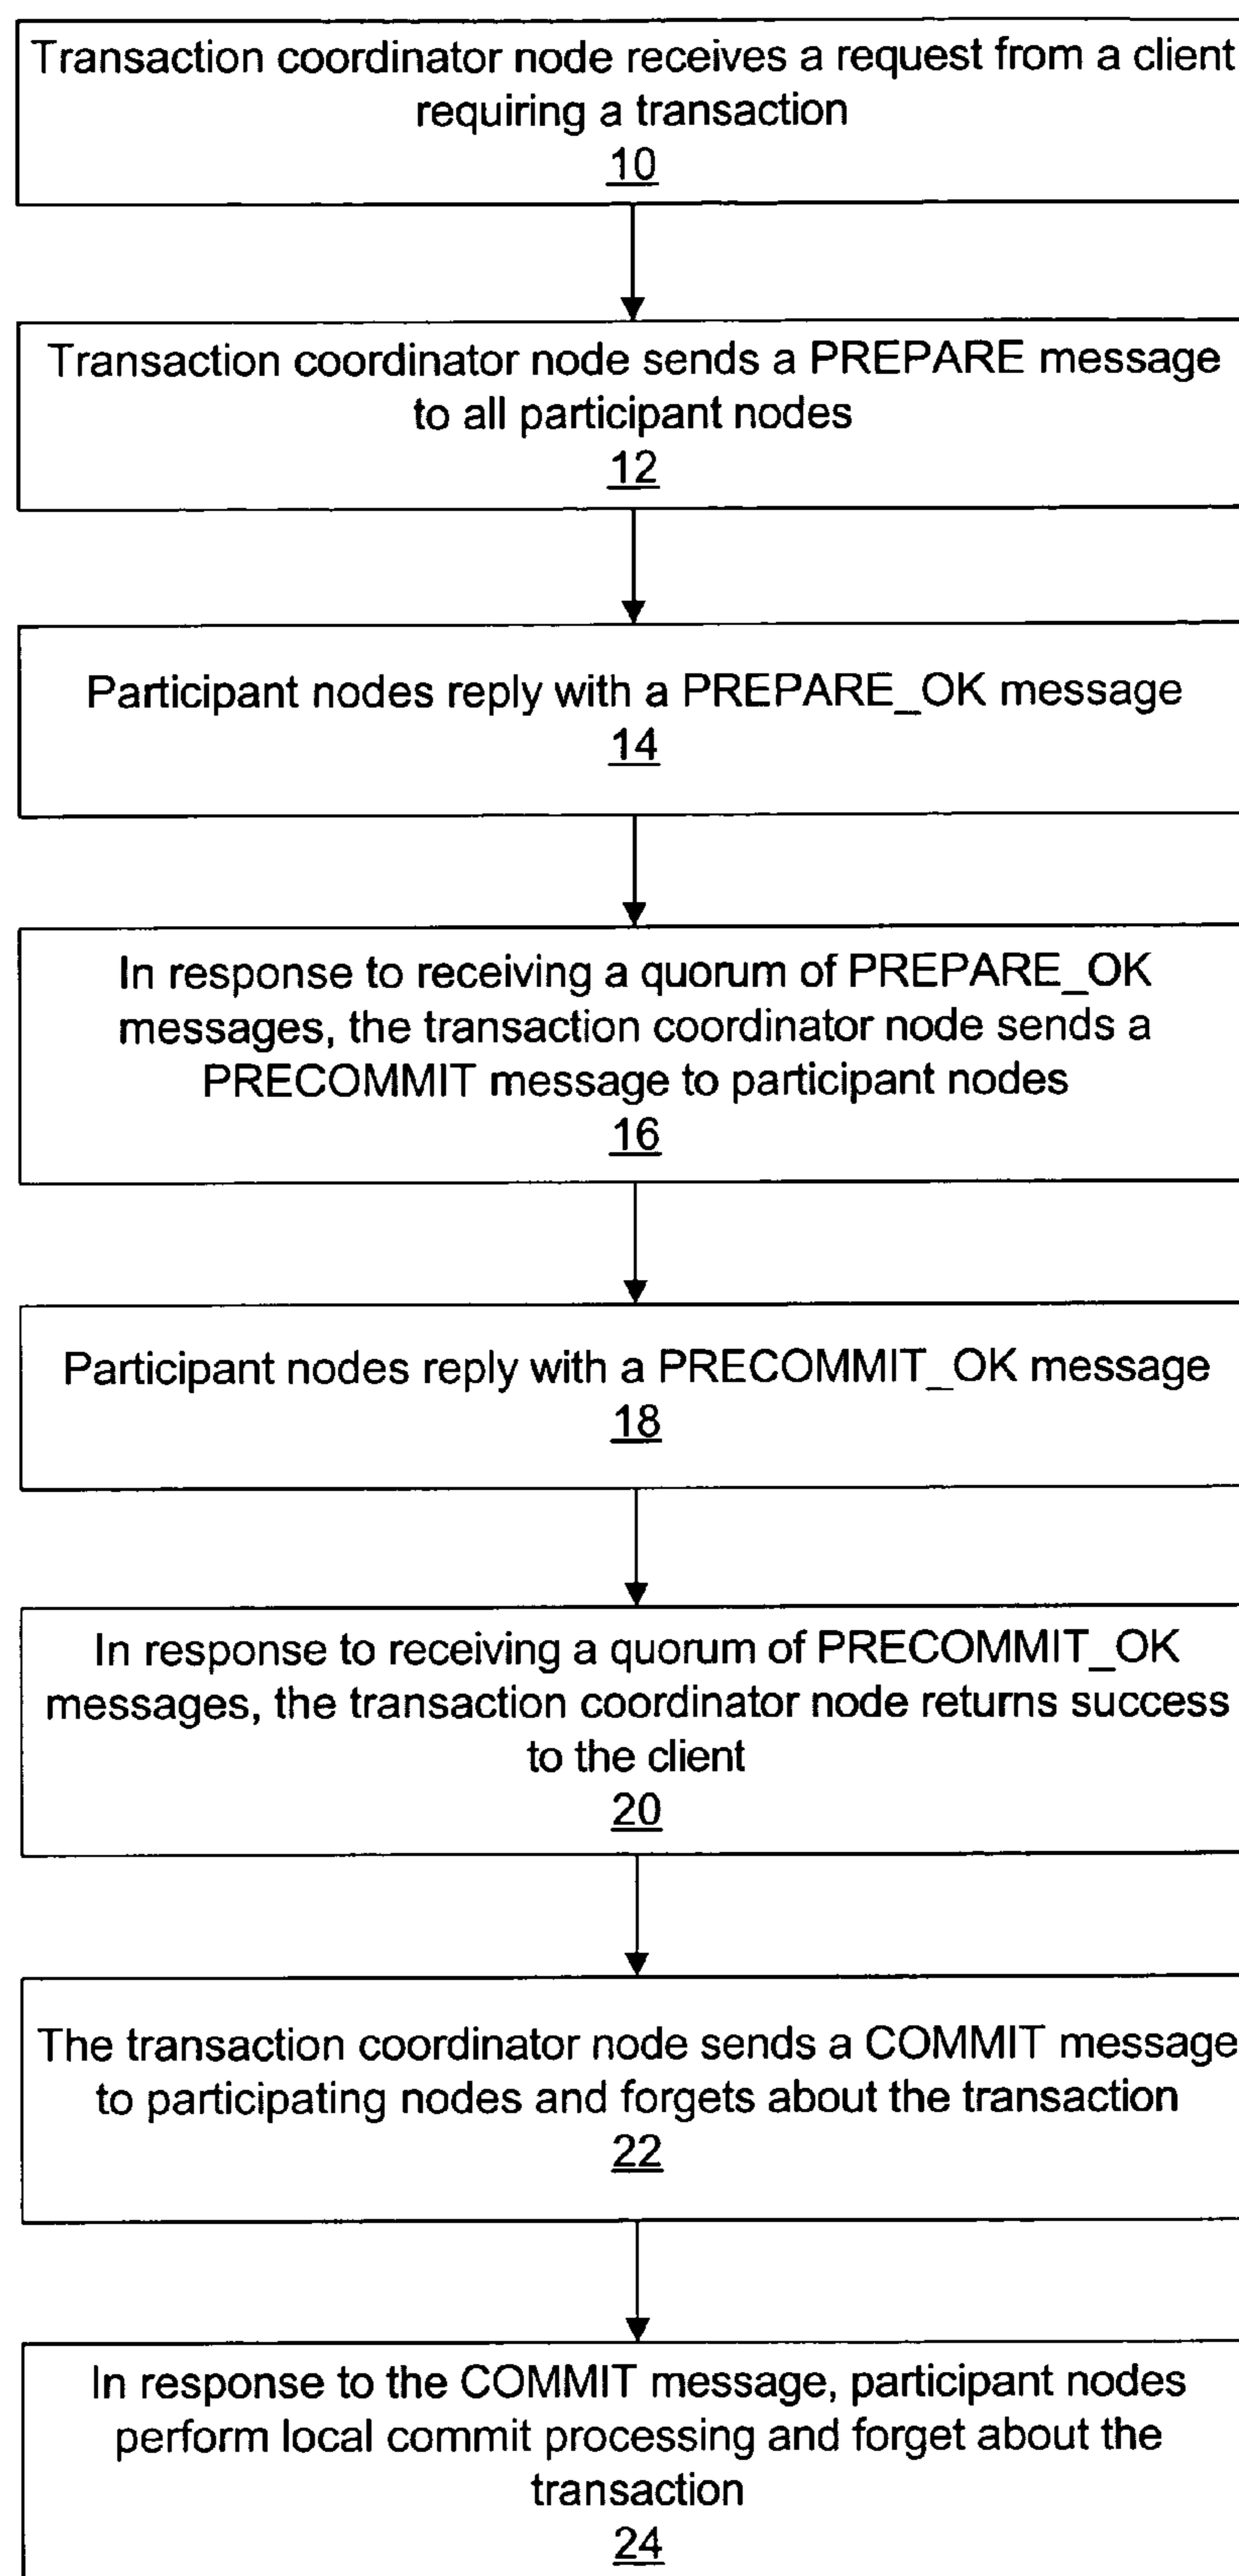 Transaction coordinator node receives a request from a client
requiring a transaction
10
Transaction coordinator node sends a PREPARE message
to all participant nodes
12
Participant nodes reply with a PREPARE_OK message
14
In response to receiving a quorum of PREPARE_OK
messages, the transaction coordinator node sends a
PRECOMMIT message to participant nodes
16
Participant nodes reply with a PRECOMMIT_OK message
18
In response to receiving a quorum of PRECOMMIT_OK
messages, the transaction coordinator node returns success
to the client
20
The transaction coordinator node sends a COMMIT message
to participating nodes and forgets about the transaction
22
In response to the COMMIT message, participant nodes
perform local commit processing and forget about the
transaction
24